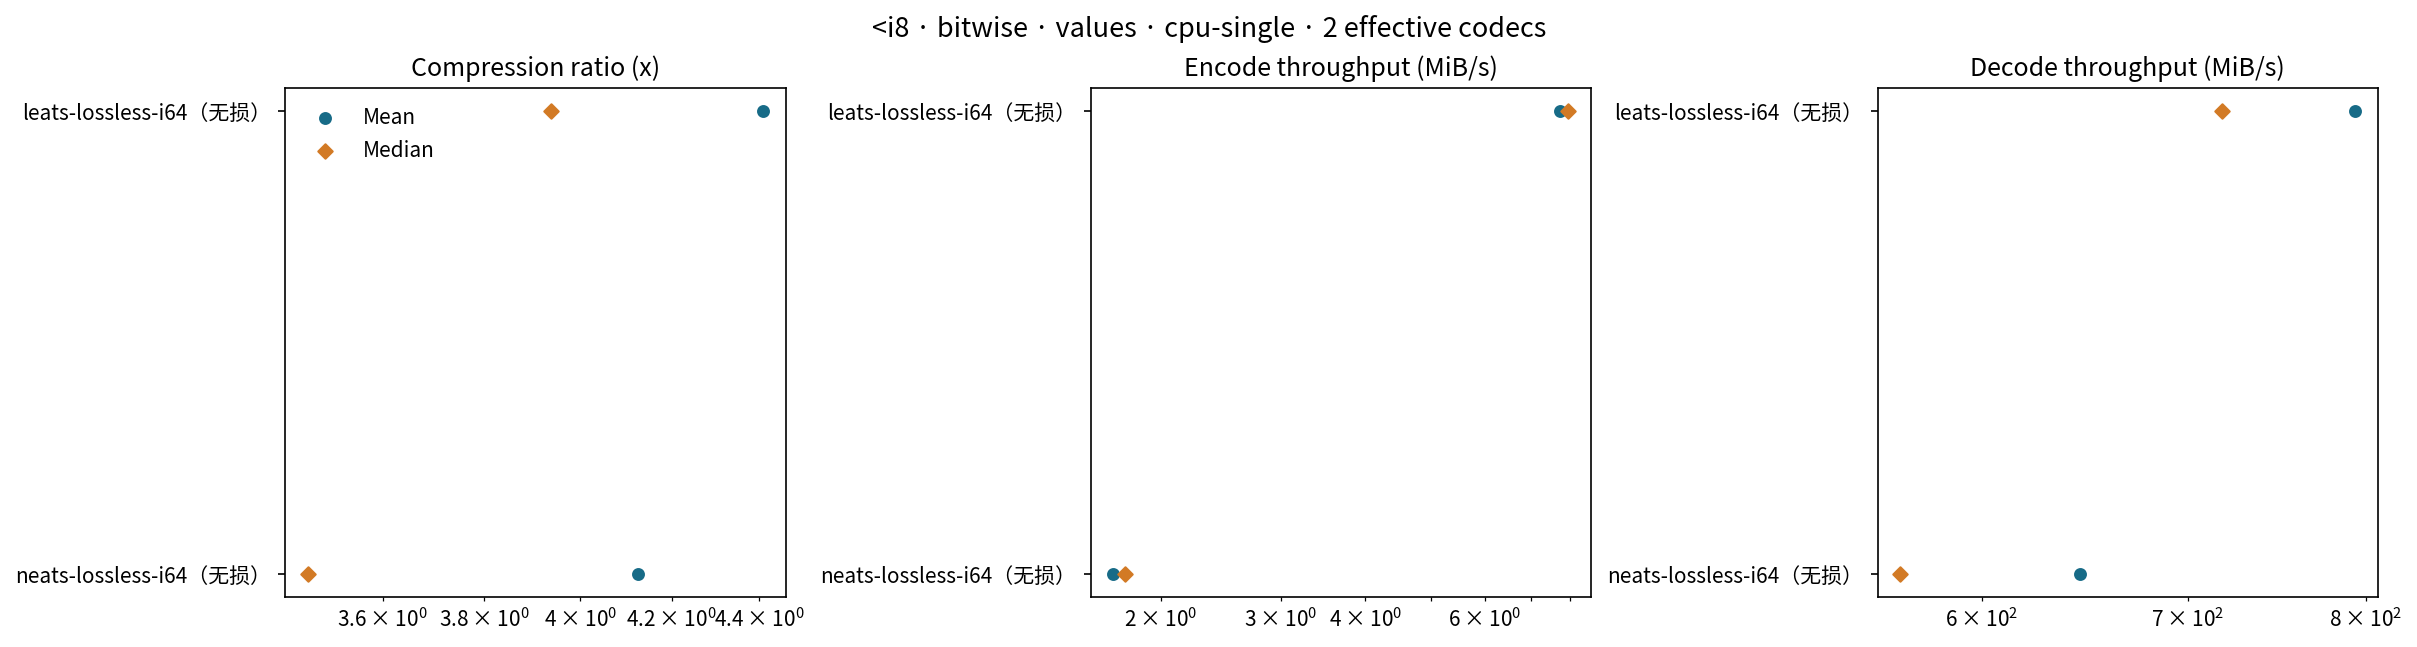 <i8 · bitwise · values · cpu-single · 2 effective codecs
Compression ratio (x)
leats-lossless-i64（无损）
neats-lossless-i64（无损）
Mean
Median
3.6 × 10⁰ 3.8 × 10⁰ 4 × 10⁰ 4.2 × 10⁰ 4.4 × 10⁰
Encode throughput (MiB/s)
leats-lossless-i64（无损）
neats-lossless-i64（无损）
2 × 10⁰ 3 × 10⁰ 4 × 10⁰ 6 × 10⁰
Decode throughput (MiB/s)
leats-lossless-i64（无损）
neats-lossless-i64（无损）
6 × 10² 7 × 10² 8 × 10²